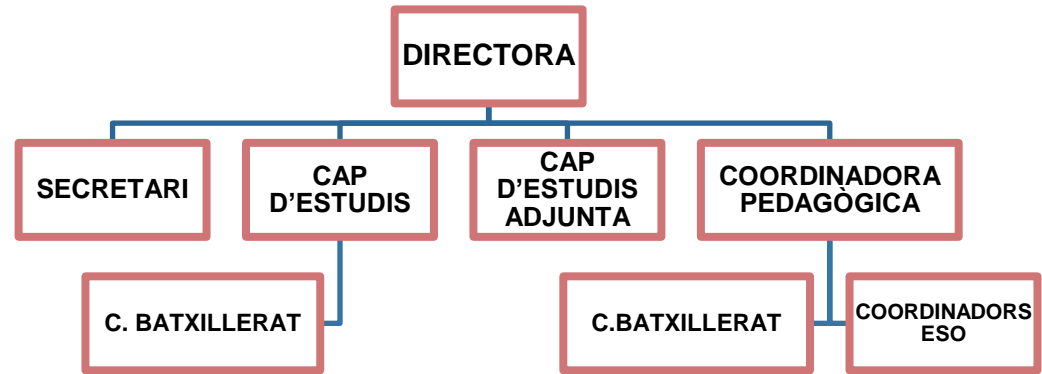 DIRECTORA
SECRETARI
CAP
D’ESTUDIS
CAP
D’ESTUDIS
ADJUNTA
COORDINADORA
PEDAGÒGICA
C. BATXILLERAT
C.BATXILLERAT
COORDINADORS
ESO